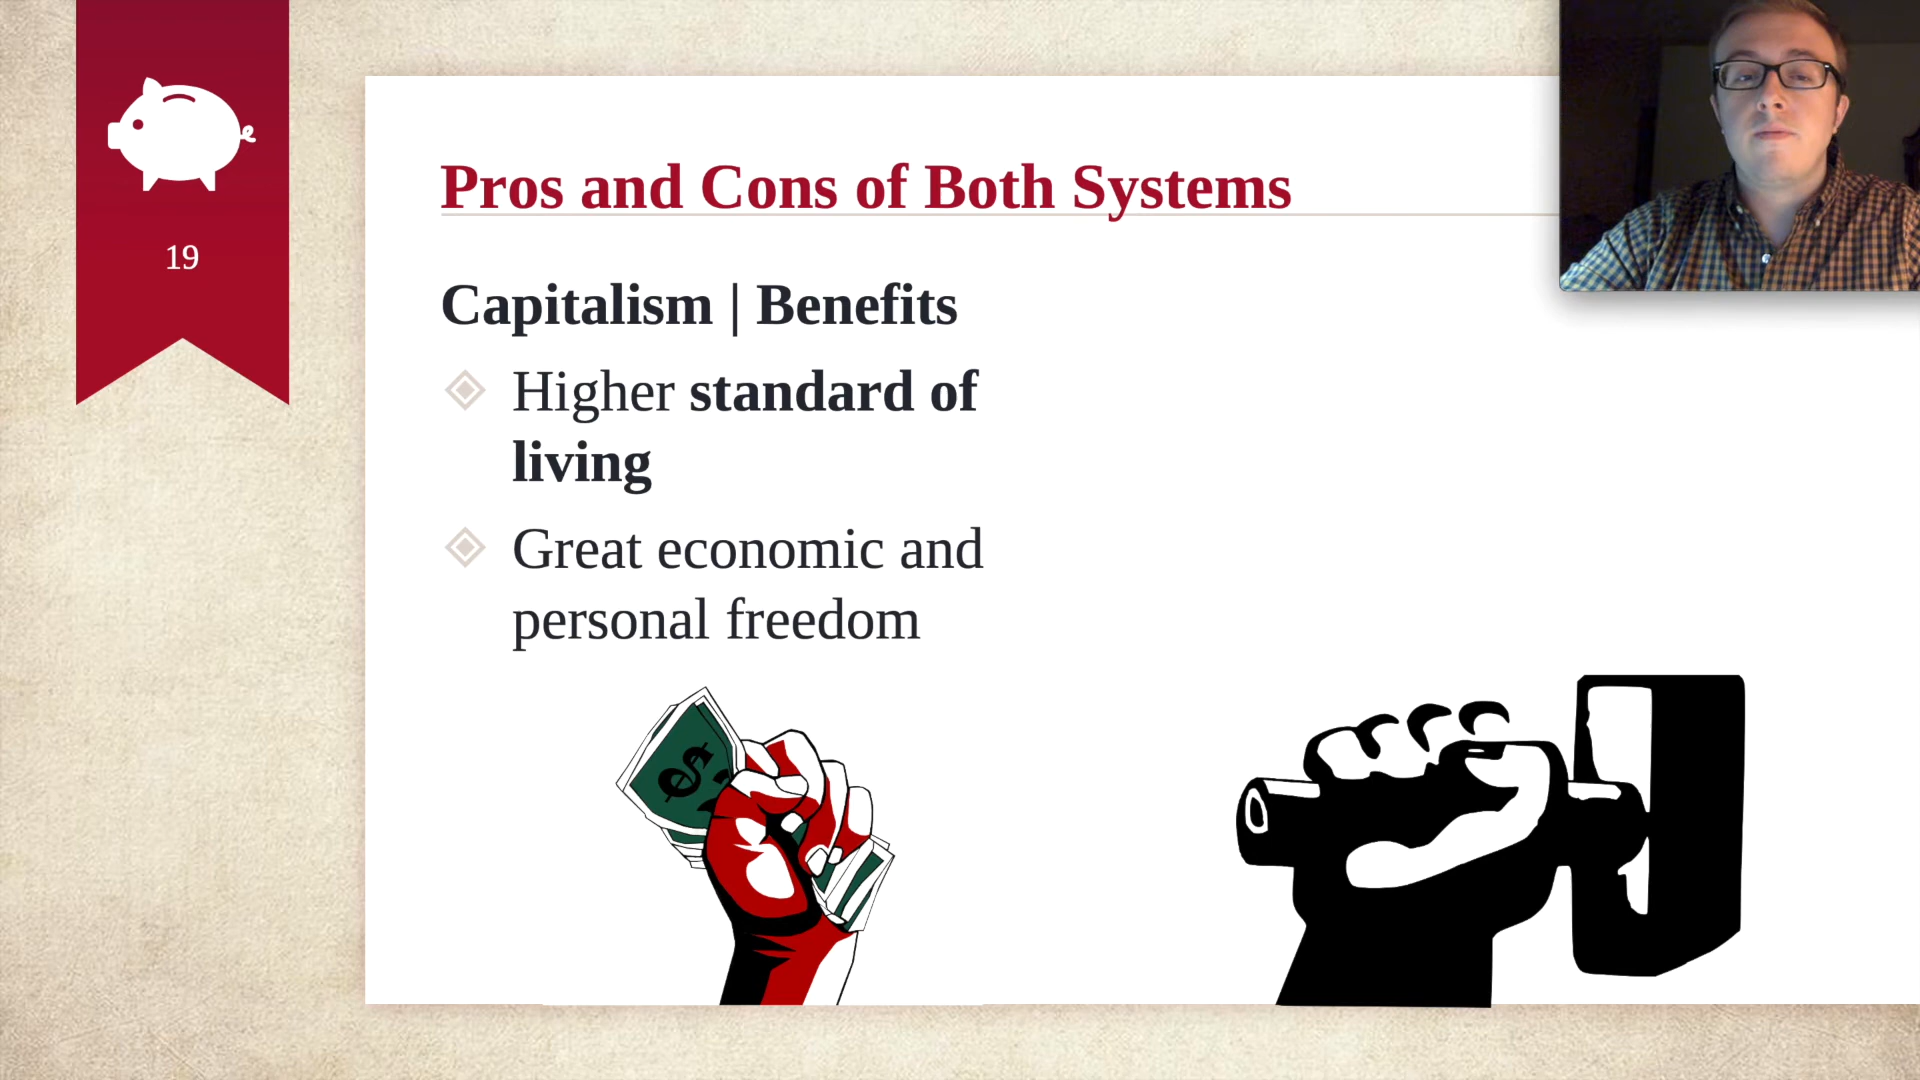 19
Pros and Cons of Both Systems
Capitalism | Benefits
Higher standard of
living
Great economic and
personal freedom
$